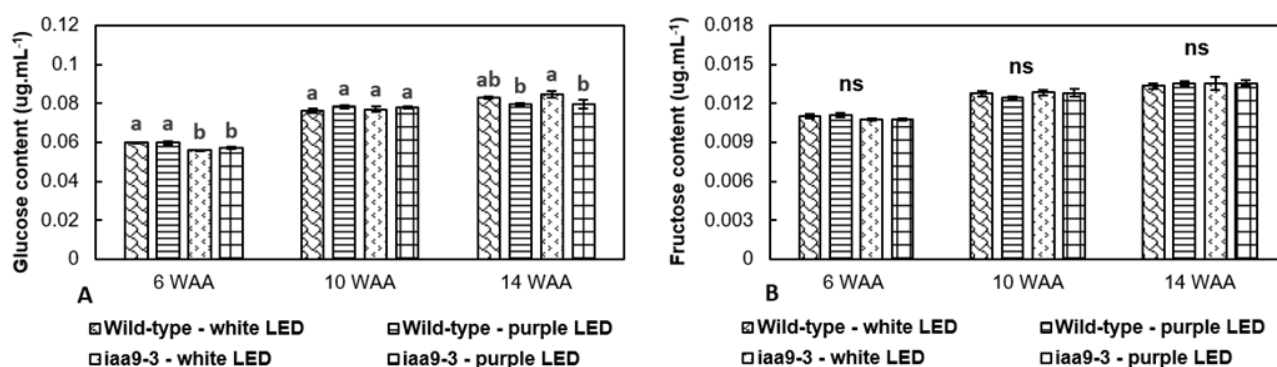 Glucose content (ug.mL⁻¹)
0.12
0.1
0.08
0.06
0.04
0.02
0
a a b b
a a a a
ab b a b
6 WAA 10 WAA 14 WAA
A
Wild-type - white LED Wild-type - purple LED
iaa9-3 - white LED iaa9-3 - purple LED
Fructose content (ug.mL⁻¹)
0.018
0.015
0.012
0.009
0.006
0.003
0
ns
ns
ns
6 WAA 10 WAA 14 WAA
B
Wild-type - white LED Wild-type - purple LED
iaa9-3 - white LED iaa9-3 - purple LED